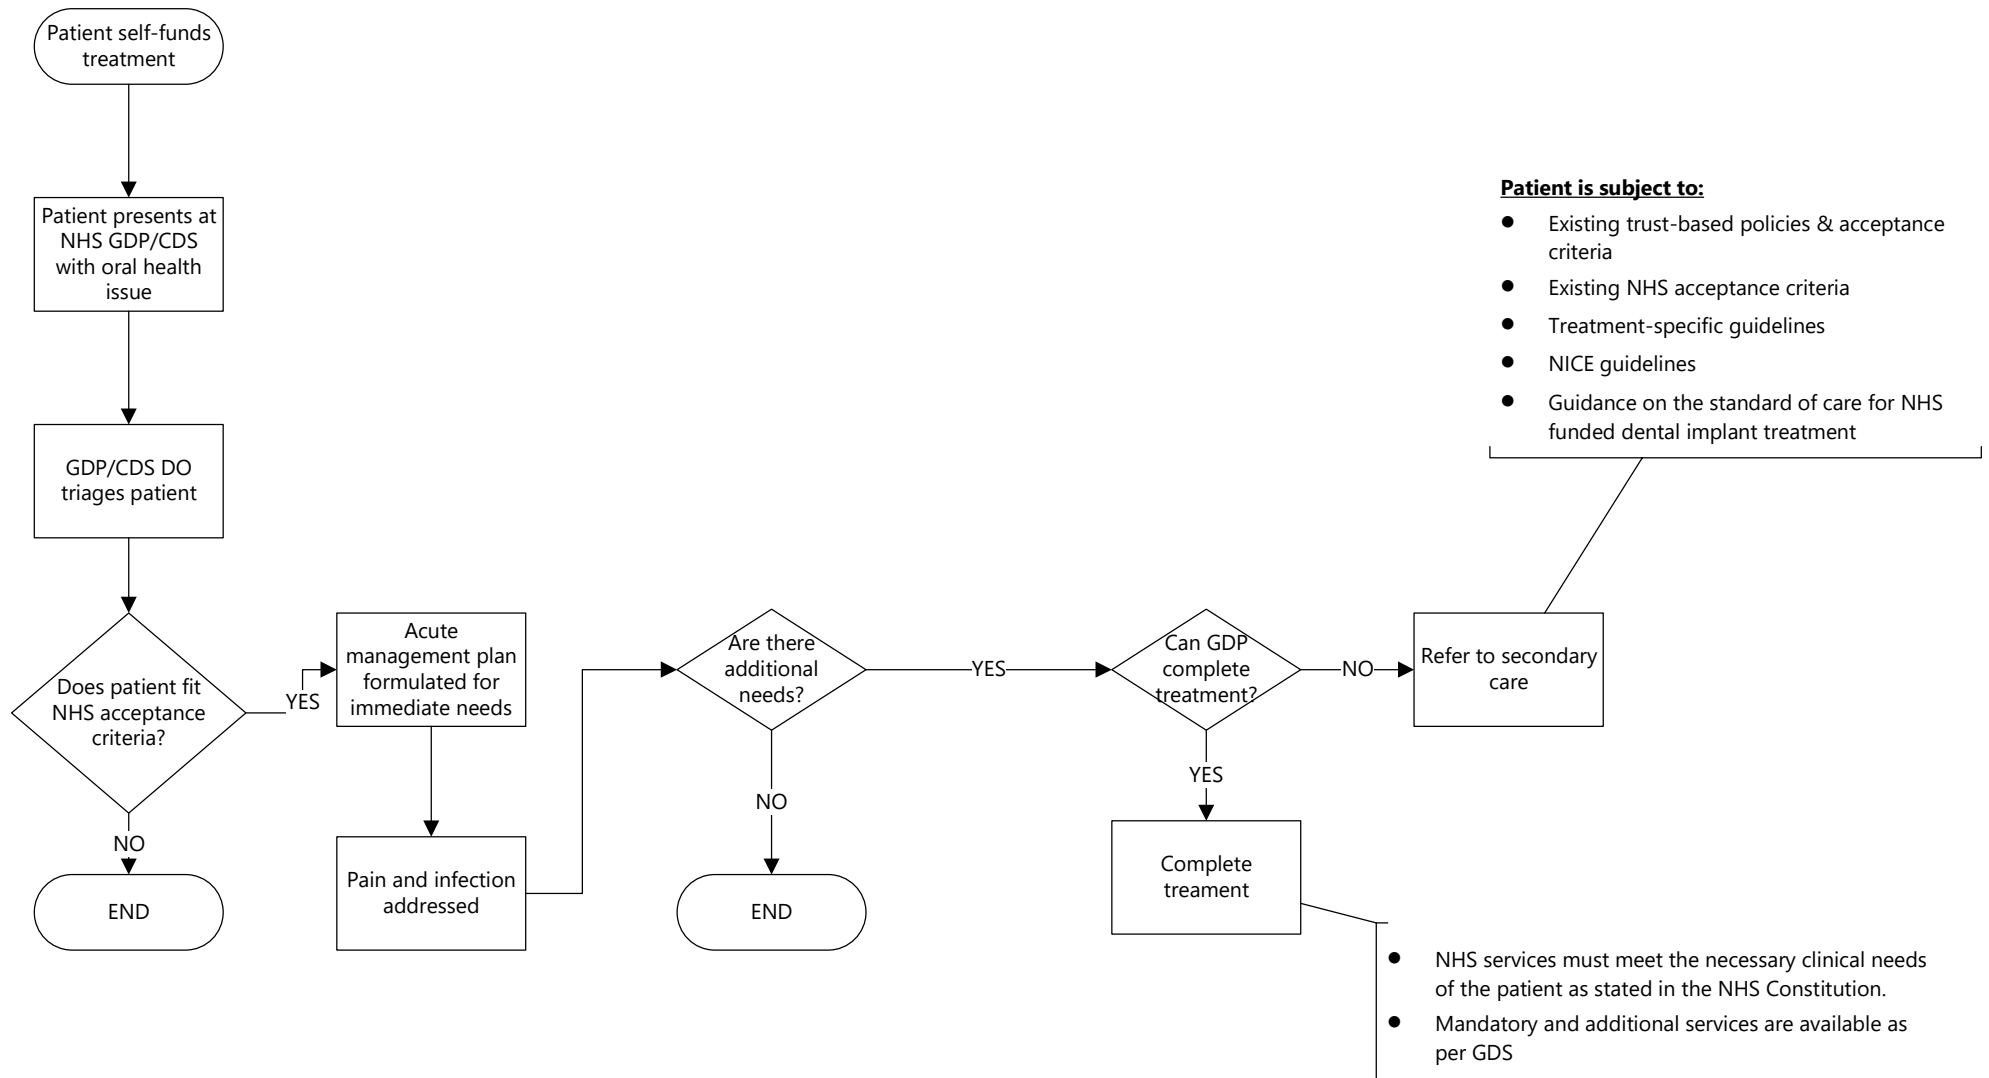 Patient self-funds
treatment
Patient presents at
NHS GDP/CDS
with oral health
issue
GDP/CDS DO
triages patient
Does patient fit
NHS acceptance
criteria?
YES
NO
END
Acute
management plan
formulated for
immediate needs
Pain and infection
addressed
Are there
additional
needs?
YES
NO
END
Can GDP
complete
treatment?
NO
YES
Refer to secondary
care
Patient is subject to:
● Existing trust-based policies & acceptance
criteria
● Existing NHS acceptance criteria
● Treatment-specific guidelines
● NICE guidelines
● Guidance on the standard of care for NHS
funded dental implant treatment
Complete
treament
● NHS services must meet the necessary clinical needs
of the patient as stated in the NHS Constitution.
● Mandatory and additional services are available as
per GDS